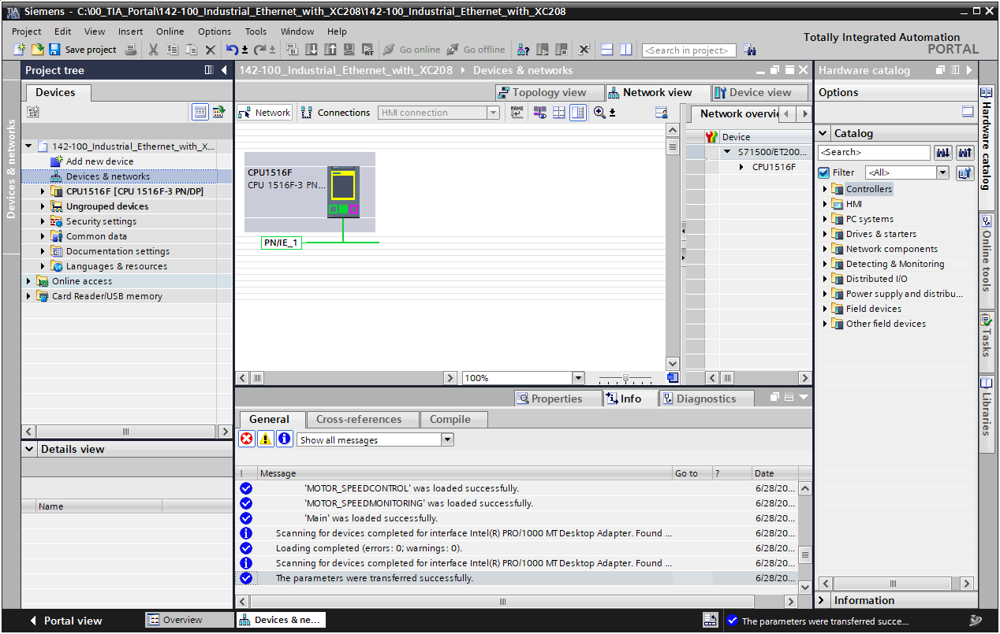 Siemens - C:\00_TIA_Portal\142-100_Industrial_Ethernet_with_XC208\142-100_Industrial_Ethernet_with_XC208
Project Edit View Insert Online Options Tools Window Help
Totally Integrated Automation
PORTAL
Save project
Go online
Go offline
<Search in project>
Project tree
Devices
Devices & networks
142-100_Industrial_Ethernet_with_X...
Add new device
Devices & networks
CPU1516F [CPU 1516F-3 PN/DP]
Ungrouped devices
Security settings
Common data
Documentation settings
Languages & resources
Online access
Card Reader/USB memory
Details view
Name
142-100_Industrial_Ethernet_with_XC208 Devices & networks
Topology view
Network view
Device view
Network
Connections
HMI connection
CPU1516F
CPU 1516F-3 PN...
PN/IE_1
100%
Network overvie
Device
S71500/ET200...
CPU1516F
Properties
Info
Diagnostics
General
Cross-references
Compile
Show all messages
! Message Go to ? Date
'MOTOR_SPEEDCONTROL' was loaded successfully. 6/28/20...
'MOTOR_SPEEDMONITORING' was loaded successfully. 6/28/20...
'Main' was loaded successfully. 6/28/20...
Scanning for devices completed for interface Intel(R) PRO/1000 MT Desktop Adapter. Found ... 6/28/20...
Loading completed (errors: 0; warnings: 0). 6/28/20...
Scanning for devices completed for interface Intel(R) PRO/1000 MT Desktop Adapter. Found ... 6/28/20...
The parameters were transferred successfully. 6/28/20...
Hardware catalog
Options
Catalog
<Search>
Filter
<All>
Controllers
HMI
PC systems
Drives & starters
Network components
Detecting & Monitoring
Distributed I/O
Power supply and distribu...
Field devices
Other field devices
Information
Hardware catalog
Online tools
Tasks
Libraries
Portal view
Overview
Devices & ne...
The parameters were transferred succe...